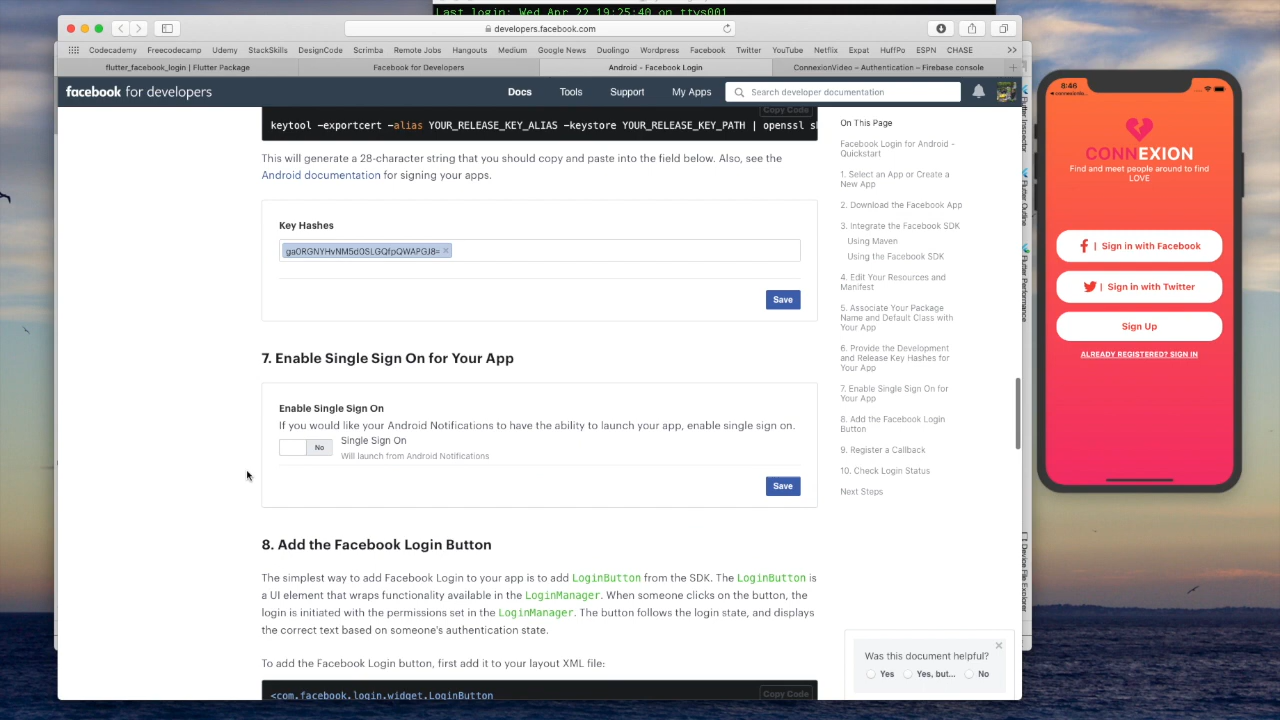 Last login: Wed Apr 22 19:25:40 on ttys001
developers.facebook.com
Codecademy Freecodecamp Udemy StackSkills DesignCode Scrimba Remote Jobs Hangouts Medium Google News Duolingo Wordpress Facebook Twitter YouTube Netflix Expat HuffPo ESPN CHASE
flutter_facebook_login | Flutter Package
Facebook for Developers
Android - Facebook Login
ConnexionVideo – Authentication – Firebase console
facebook for developers
Docs Tools Support My Apps
Search developer documentation
Copy Code
YOUR_RELEASE_KEY_ALIAS –keystore YOUR_RELEASE_KEY_PATH | openssl
This will generate a 28-character string that you should copy and paste into the field below. Also, see the
Android documentation for signing your apps.
Key Hashes
Save
7. Enable Single Sign On for Your App
Enable Single Sign On
If you would like your Android Notifications to have the ability to launch your app, enable single sign on.
No
Single Sign On
Will launch from Android Notifications
Save
8. Add the Facebook Login Button
The simplest way to add Facebook Login to your app is to add LoginButton from the SDK. The LoginButton is
a UI element that wraps functionality available in the LoginManager. When someone clicks on the button, the
login is initiated with the permissions set in the LoginManager. The button follows the login state, and displays
the correct text based on someone's authentication state.
To add the Facebook Login button, first add it to your layout XML file:
<com.facebook.login.widget.LoginButton
Copy Code
On This Page
Facebook Login for Android -
Quickstart
1. Select an App or Create a
New App
2. Download the Facebook App
3. Integrate the Facebook SDK
Using Maven
Using the Facebook SDK
4. Edit Your Resources and
Manifest
5. Associate Your Package
Name and Default Class with
Your App
6. Provide the Development
and Release Key Hashes for
Your App
7. Enable Single Sign On for
Your App
8. Add the Facebook Login
Button
9. Register a Callback
10. Check Login Status
Next Steps
Was this document helpful?
Yes Yes, but... No
Flutter Inspector
Flutter Outline
Flutter Performance
Device File Explorer
8:46
CONNEXION
Find and meet people around to find
LOVE
| Sign in with Facebook
| Sign in with Twitter
Sign Up
ALREADY REGISTERED? SIGN IN